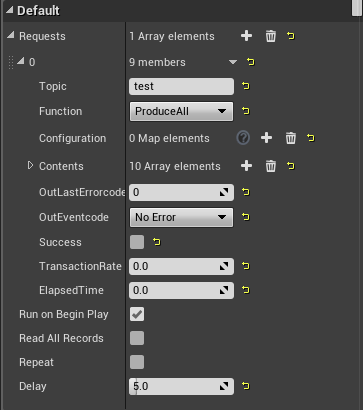 Default
Requests 1 Array elements
0 9 members
Topic test
Function ProduceAll
Configuration 0 Map elements
Contents 10 Array elements
OutLastErrorcode 0
OutEventcode No Error
Success
TransactionRate 0.0
ElapsedTime 0.0
Run on Begin Play
Read All Records
Repeat
Delay 5.0